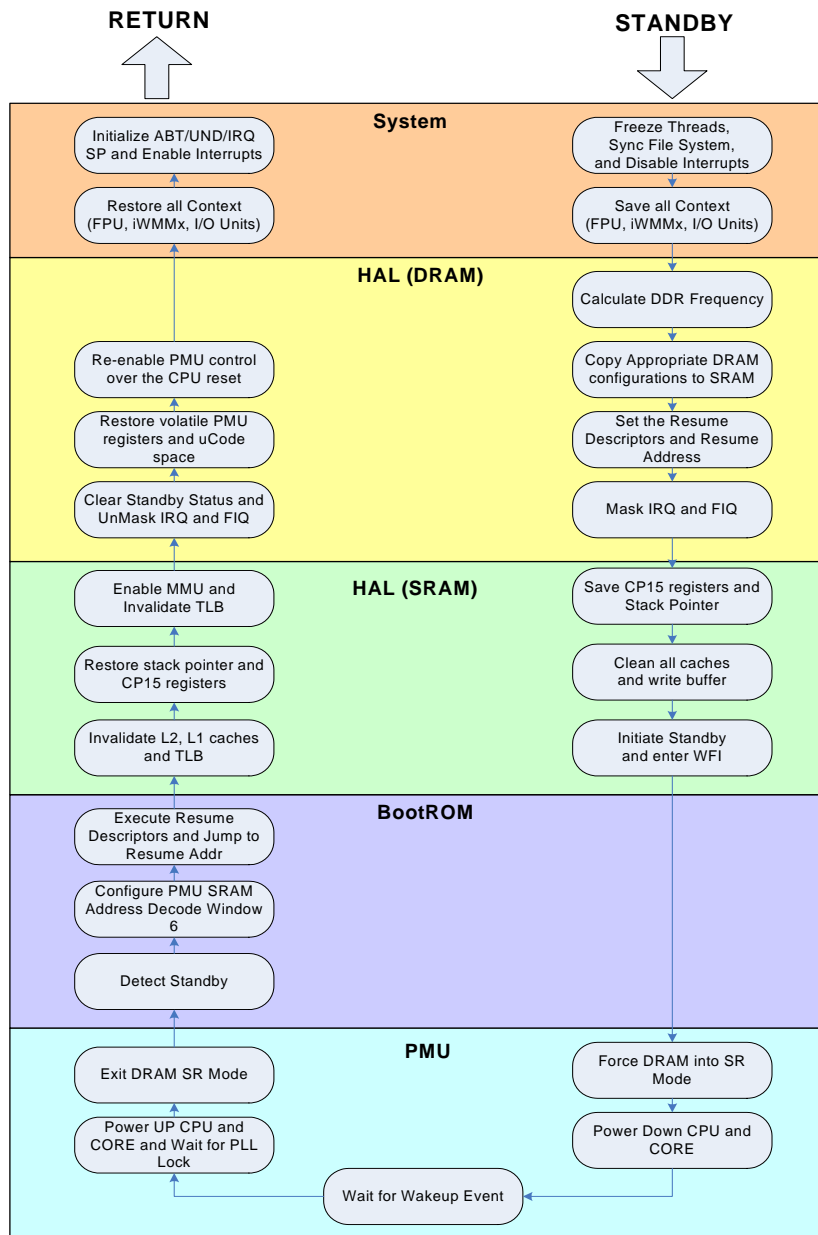 RETURN
STANDBY
System
Initialize ABT/UND/IRQ
SP and Enable Interrupts
Freeze Threads,
Sync File System,
and Disable Interrupts
Restore all Context
(FPU, iWMMx, I/O Units)
Save all Context
(FPU, iWMMx, I/O Units)
HAL (DRAM)
Calculate DDR Frequency
Re-enable PMU control
over the CPU reset
Copy Appropriate DRAM
configurations to SRAM
Restore volatile PMU
registers and uCode
space
Set the Resume
Descriptors and Resume
Address
Clear Standby Status and
UnMask IRQ and FIQ
Mask IRQ and FIQ
HAL (SRAM)
Enable MMU and
Invalidate TLB
Save CP15 registers and
Stack Pointer
Restore stack pointer and
CP15 registers
Clean all caches
and write buffer
Invalidate L2, L1 caches
and TLB
Initiate Standby
and enter WFI
BootROM
Execute Resume
Descriptors and Jump to
Resume Addr
Configure PMU SRAM
Address Decode Window
6
Detect Standby
PMU
Exit DRAM SR Mode
Force DRAM into SR
Mode
Power UP CPU and
CORE and Wait for PLL
Lock
Power Down CPU and
CORE
Wait for Wakeup Event